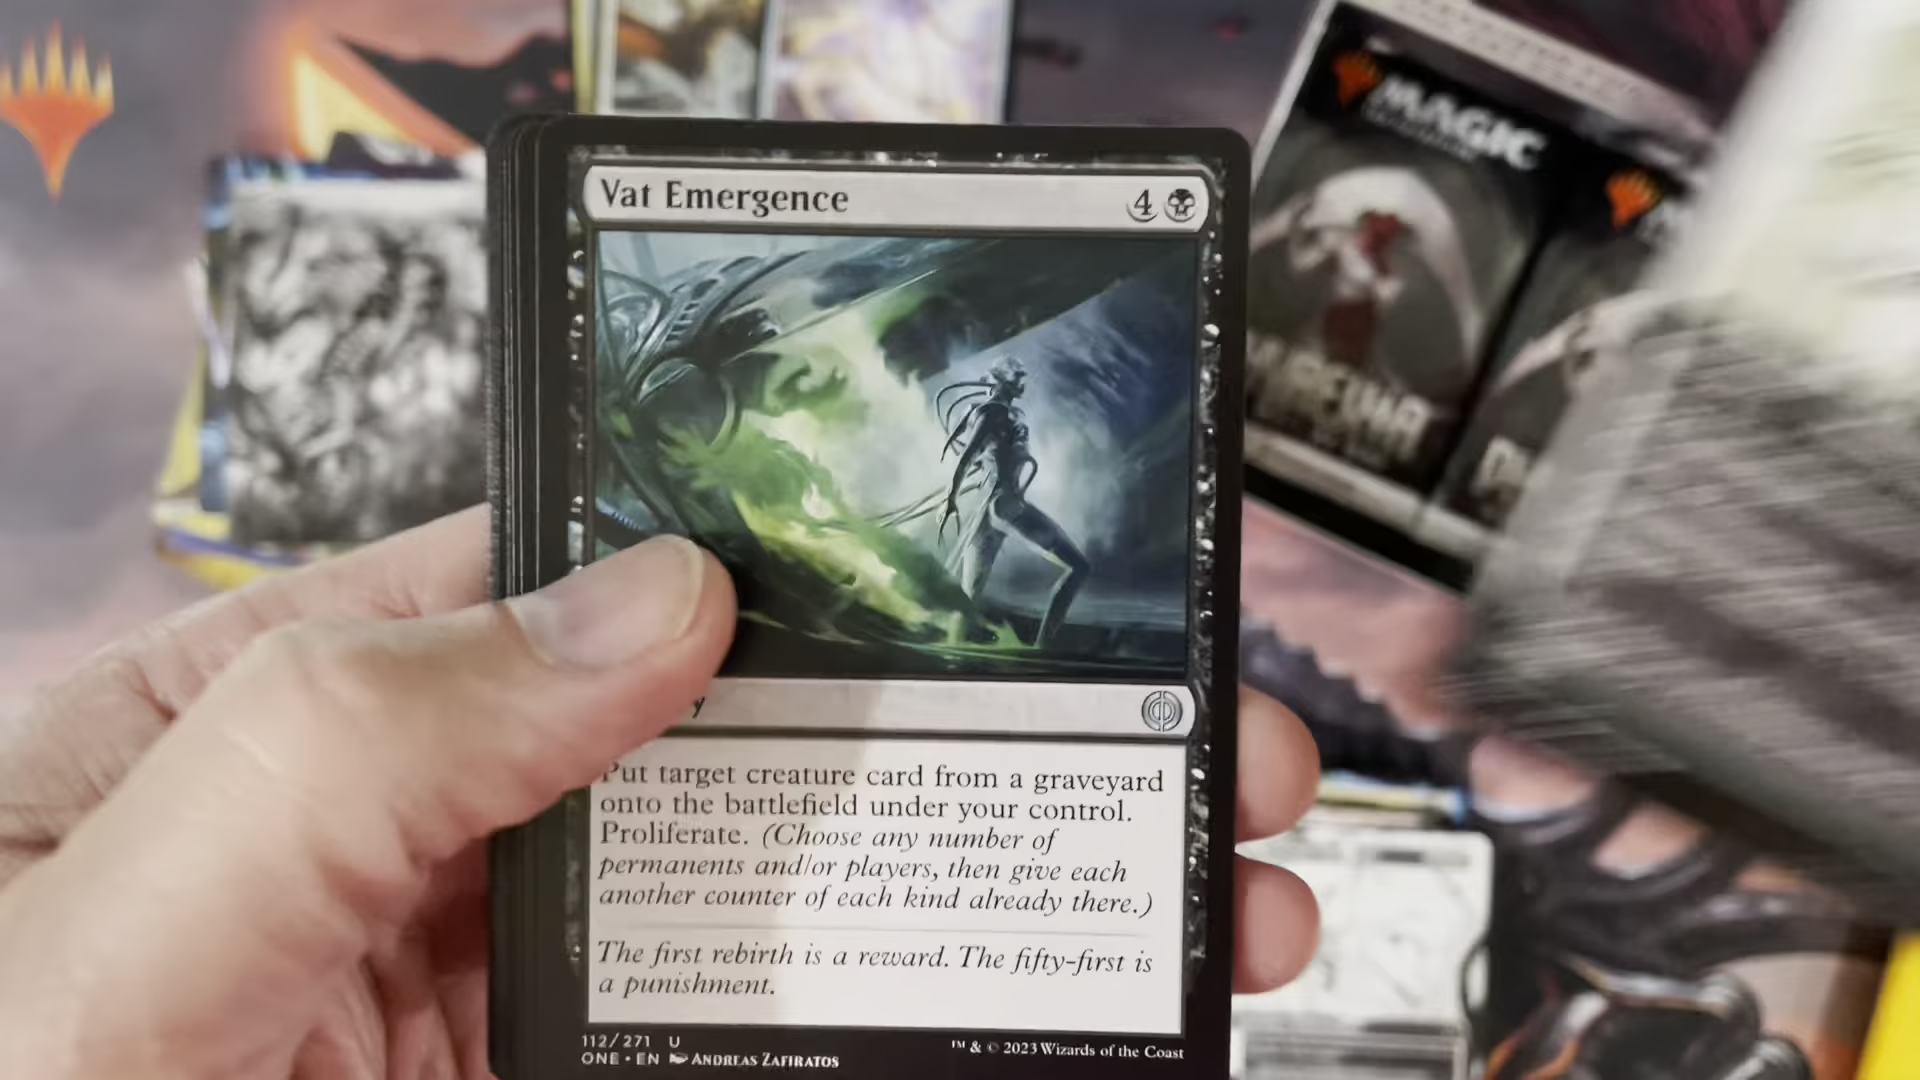 MAGIC
Vat Emergence
4
Put target creature card from a graveyard
onto the battlefield under your control.
Proliferate. (Choose any number of
permanents and/or players, then give each
another counter of each kind already there.)
The first rebirth is a reward. The fifty-first is
a punishment.
112/271 U
ONE • EN ANDREAS ZAFIRATOS
™ & © 2023 Wizards of the Coast